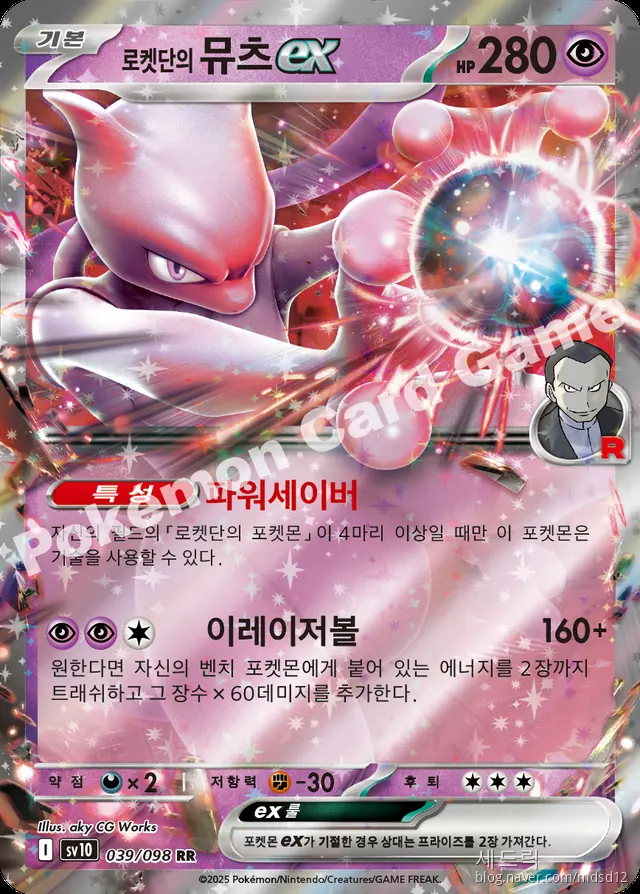 기본
로켓단의 뮤츠 ex
HP 280
Pokémon Card Game
R
특성 파워세이버
자신의 필드의 「로켓단의 포켓몬」이 4마리 이상일 때만 이 포켓몬은
기술을 사용할 수 있다.
이레이저볼 160+
원한다면 자신의 벤치 포켓몬에게 붙어 있는 에너지를 2장까지
트래쉬하고 그 장수 × 60데미지를 추가한다.
약점 × 2 저항력 -30 후퇴
ex 룰
포켓몬 ex가 기절한 경우 상대는 프라이즈를 2장 가져간다.
Illus. aky CG Works
I sv10 039/098 RR
©2025 Pokémon/Nintendo/Creatures/GAME FREAK.
세드릭
blog.naver.com/mdsd12